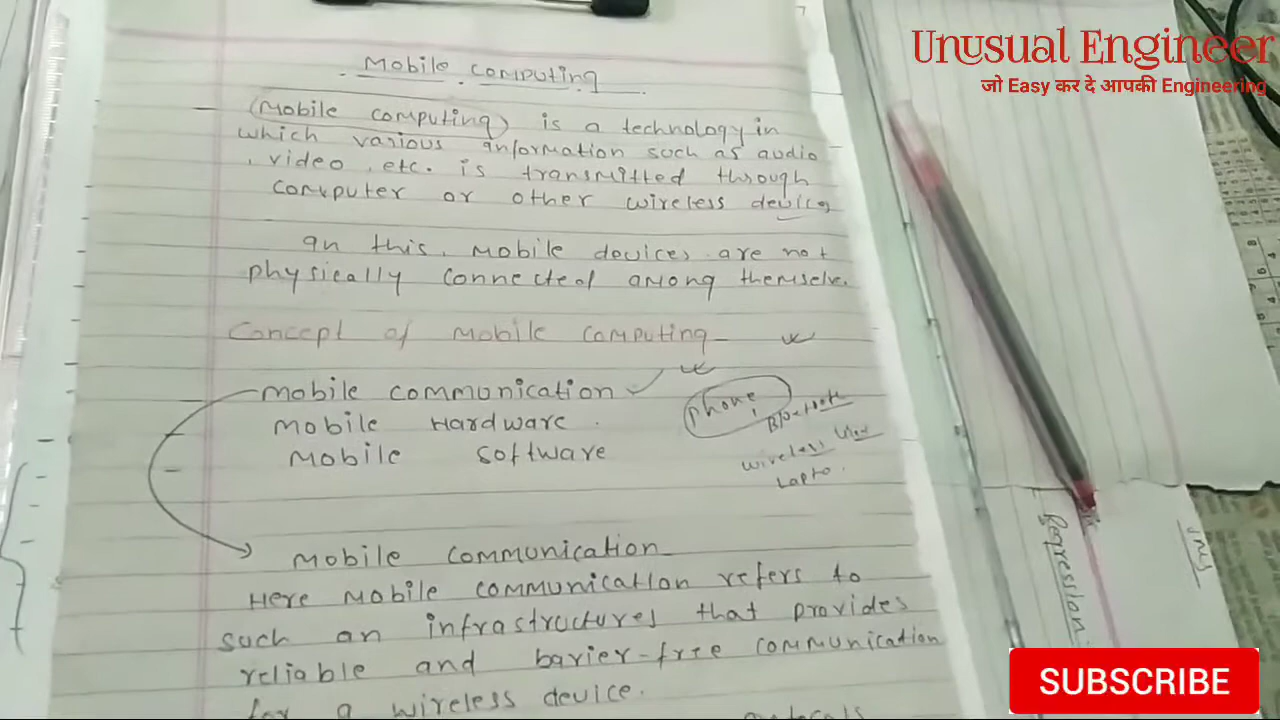 Unusual Engineer
जो Easy कर दे आपकी Engineering
Mobile computing
(Mobile computing) is a technology in
which various information such as audio
, video , etc. is transmitted through
computer or other wireless devices
In this, mobile devices are not
physically connected among themselve.
Concept of Mobile Computing
Mobile communication
Mobile Hardware.
Mobile Software
phone,
wireless
Lapto.
Mobile communication
Here Mobile communication refers to
such an infrastructures that provides
reliable and barier-free communication
for a wireless device.
Regression:
SUBSCRIBE